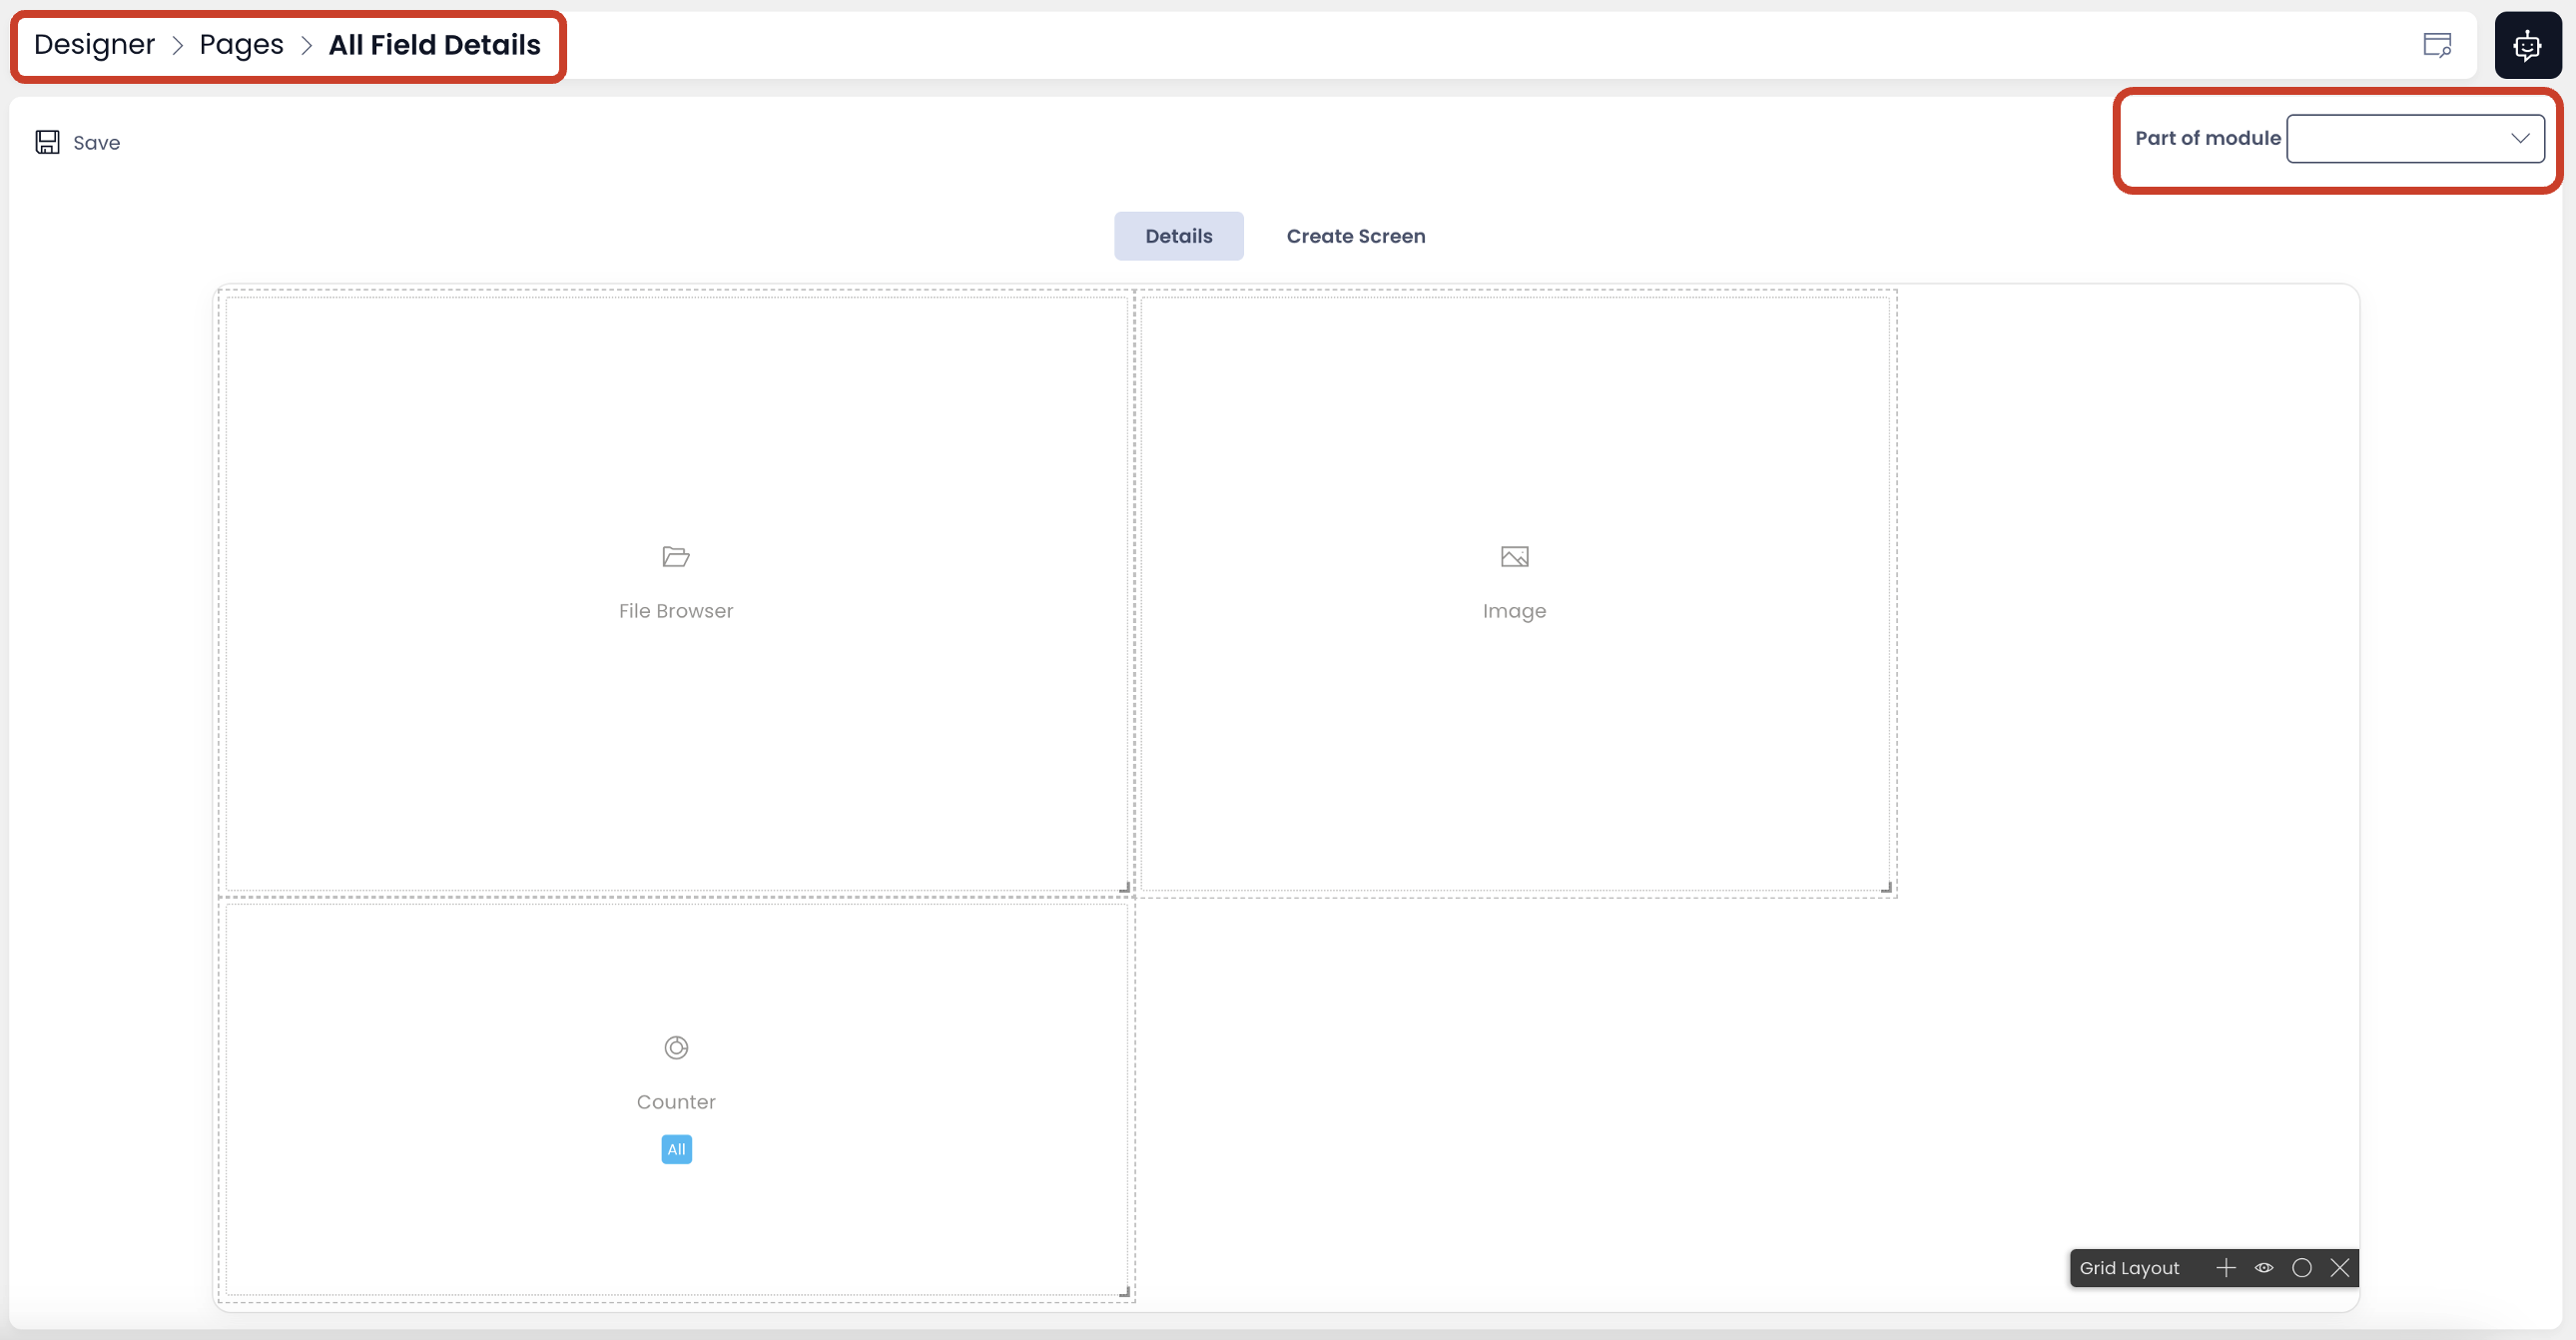 Designer > Pages > All Field Details
Save
Part of module
Details
Create Screen
File Browser
Image
Counter
All
Grid Layout